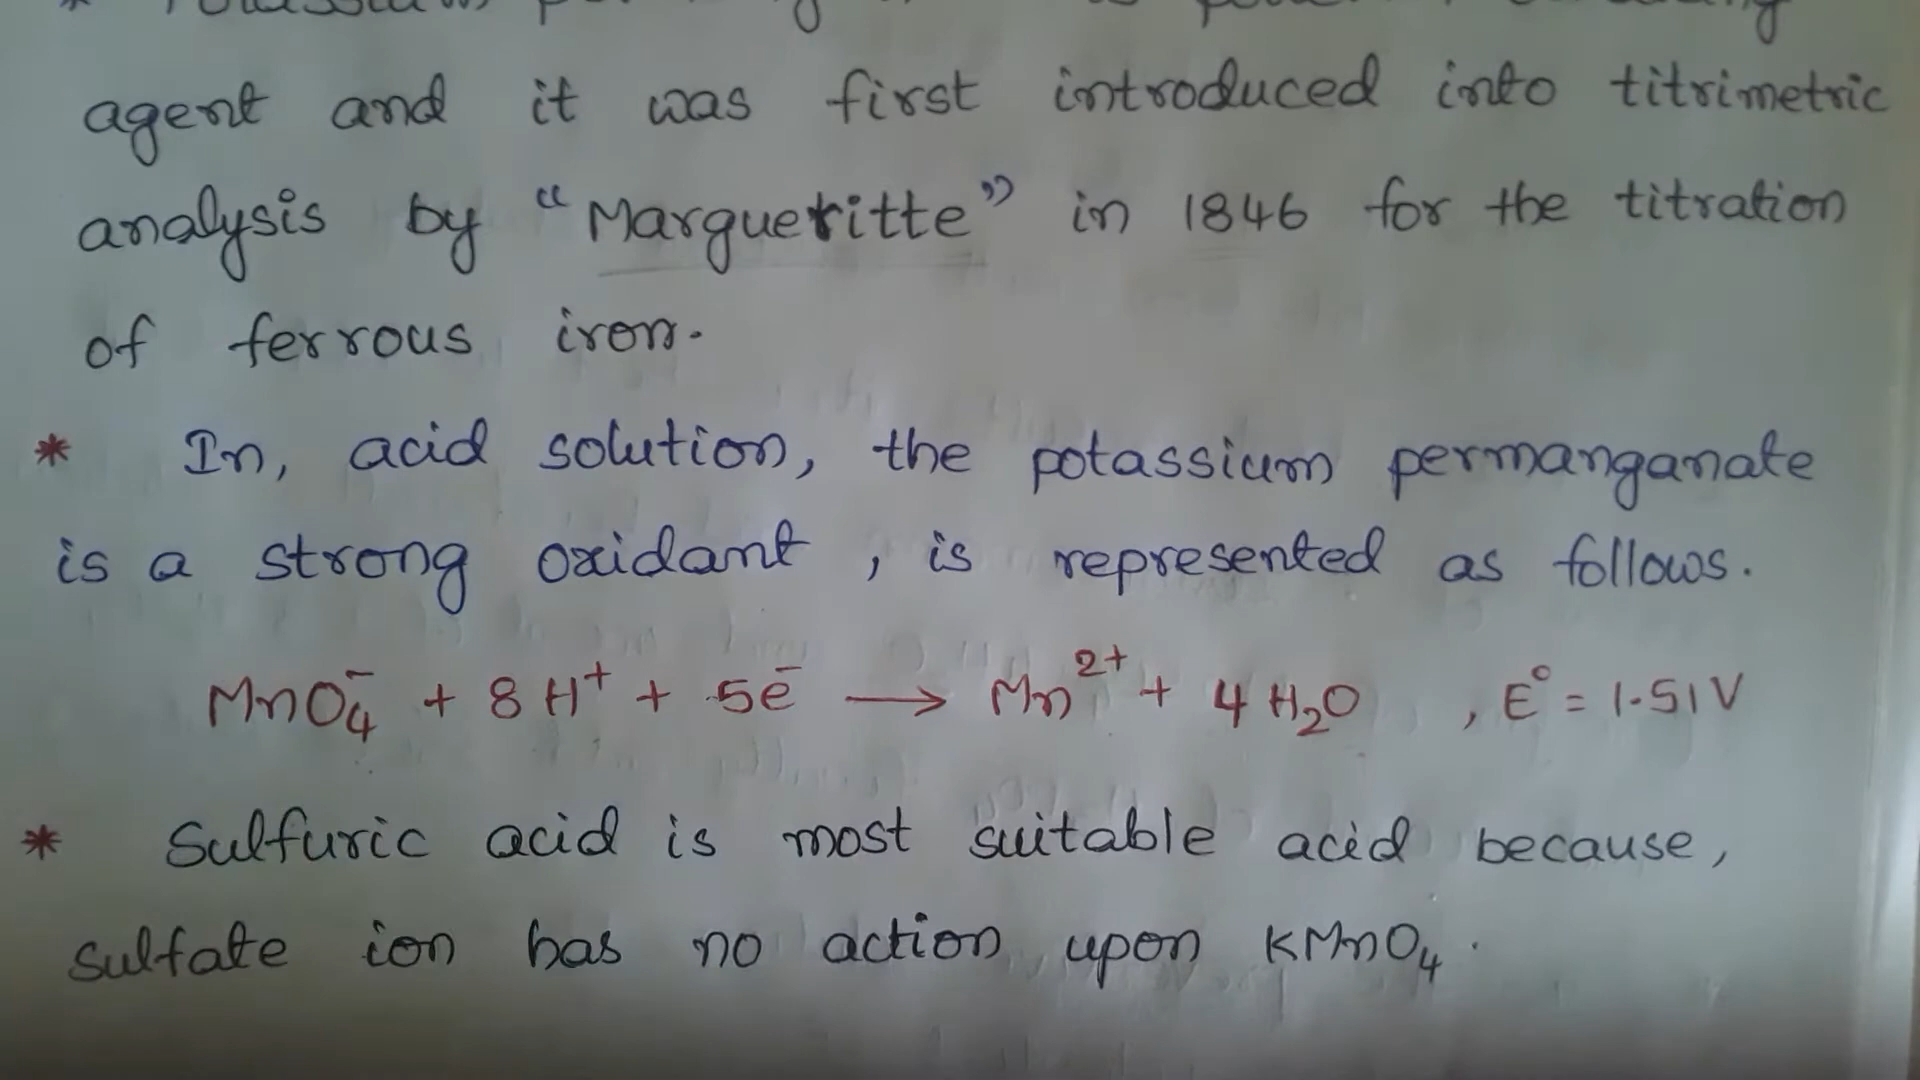 agent and it was first introduced into titrimetric
analysis by “Margueritte” in 1846 for the titration
of ferrous iron.
* In, acid solution, the potassium permanganate
is a strong oxidant, is represented as follows.
MnO₄⁻ + 8H⁺ + 5e⁻ → Mn²⁺ + 4H₂O , E° = 1.51V
* Sulfuric acid is most suitable acid because,
sulfate ion has no action upon KMnO₄.